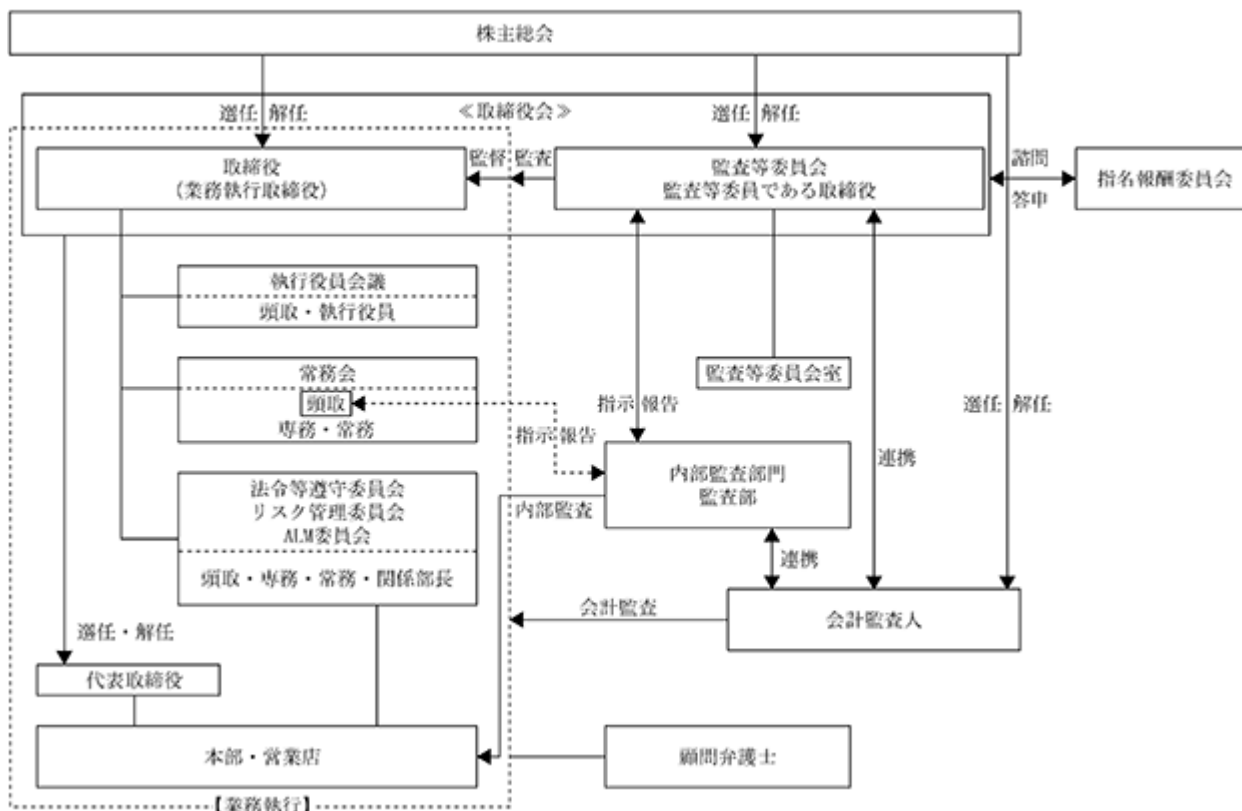 株主総会
選任 解任
≪取締役会≫
選任 解任
取締役
(業務執行取締役)
監督 監査
監査等委員会
監査等委員である取締役
諮問
答申
指名報酬委員会
執行役員会議
頭取・執行役員
常務会
頭取
専務・常務
監査等委員会室
指示 報告
指示 報告
選任 解任
連携
内部監査部門
監査部
内部監査
法令等遵守委員会
リスク管理委員会
ALM委員会
頭取・専務・常務・関係部長
連携
会計監査
会計監査人
選任・解任
代表取締役
本部・営業店
顧問弁護士
【業務執行】